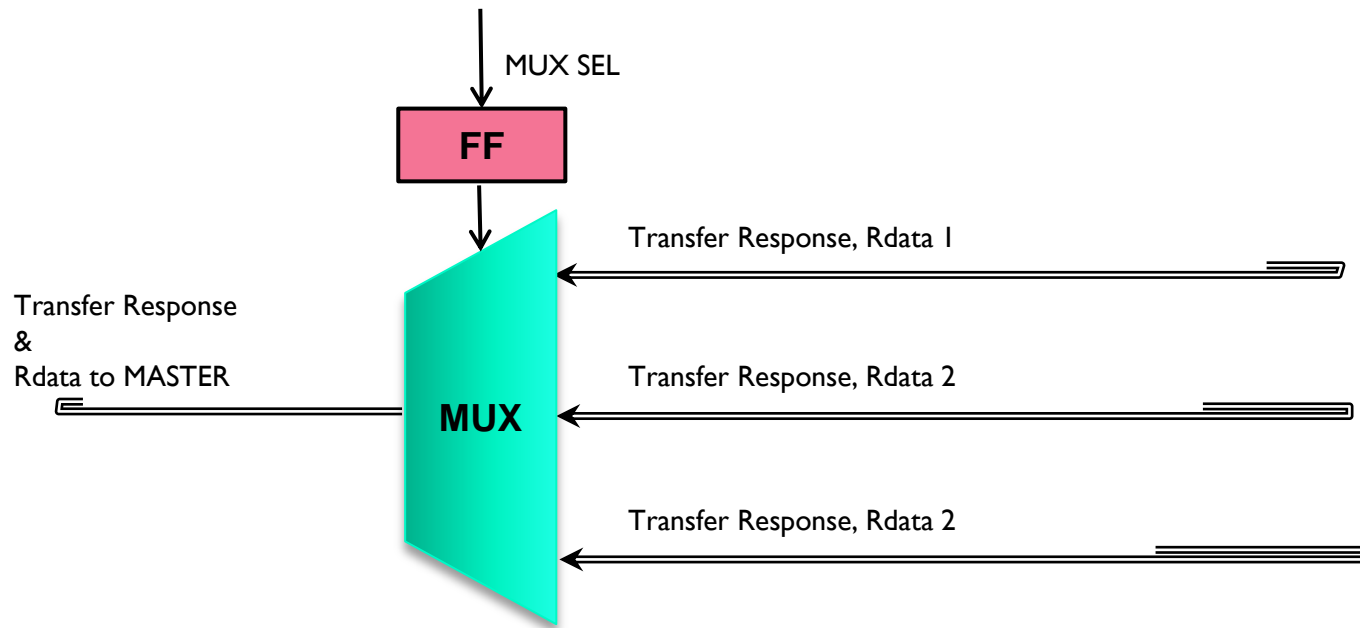 MUX SEL
FF
Transfer Response, Rdata 1
Transfer Response
&
Rdata to MASTER
Transfer Response, Rdata 2
MUX
Transfer Response, Rdata 2